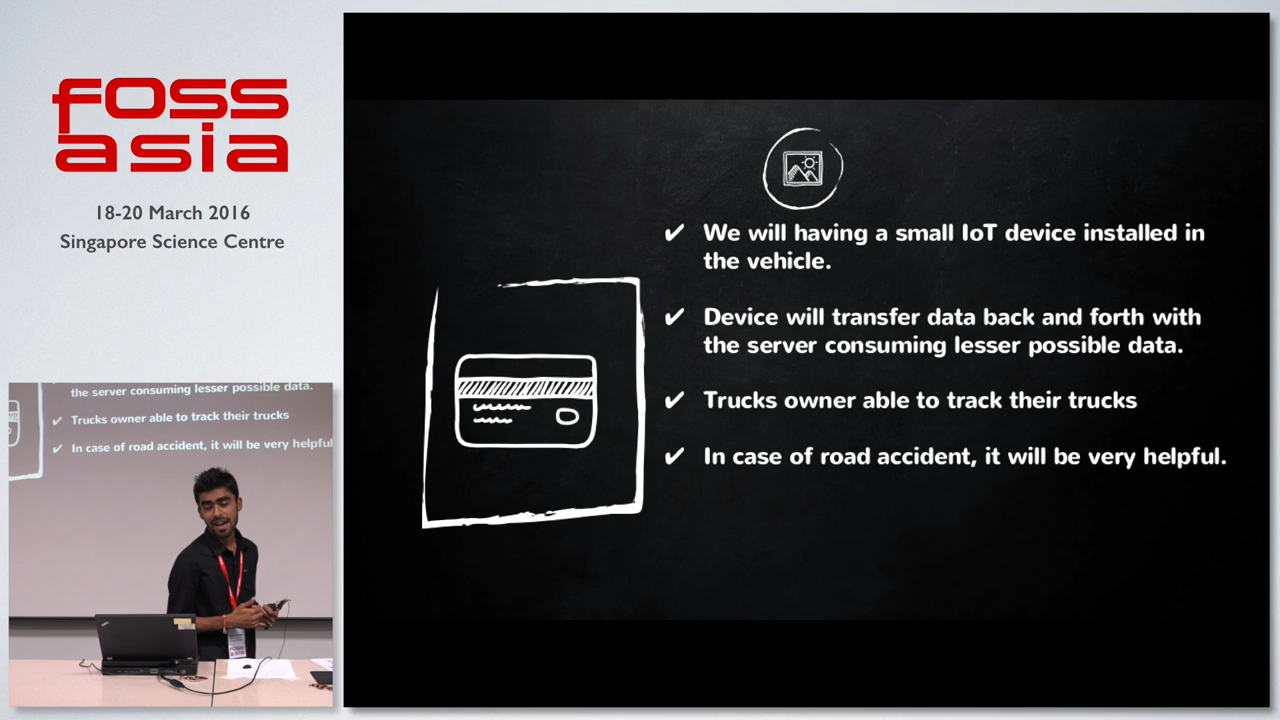 foss
asia
18-20 March 2016
Singapore Science Centre
✔ We will having a small IoT device installed in
the vehicle.
✔ Device will transfer data back and forth with
the server consuming lesser possible data.
✔ Trucks owner able to track their trucks
✔ In case of road accident, it will be very helpful.
the server consuming lesser possible data.
✔ Trucks owner able to track their trucks
✔ In case of road accident, it will be very helpful
FOSS
asia